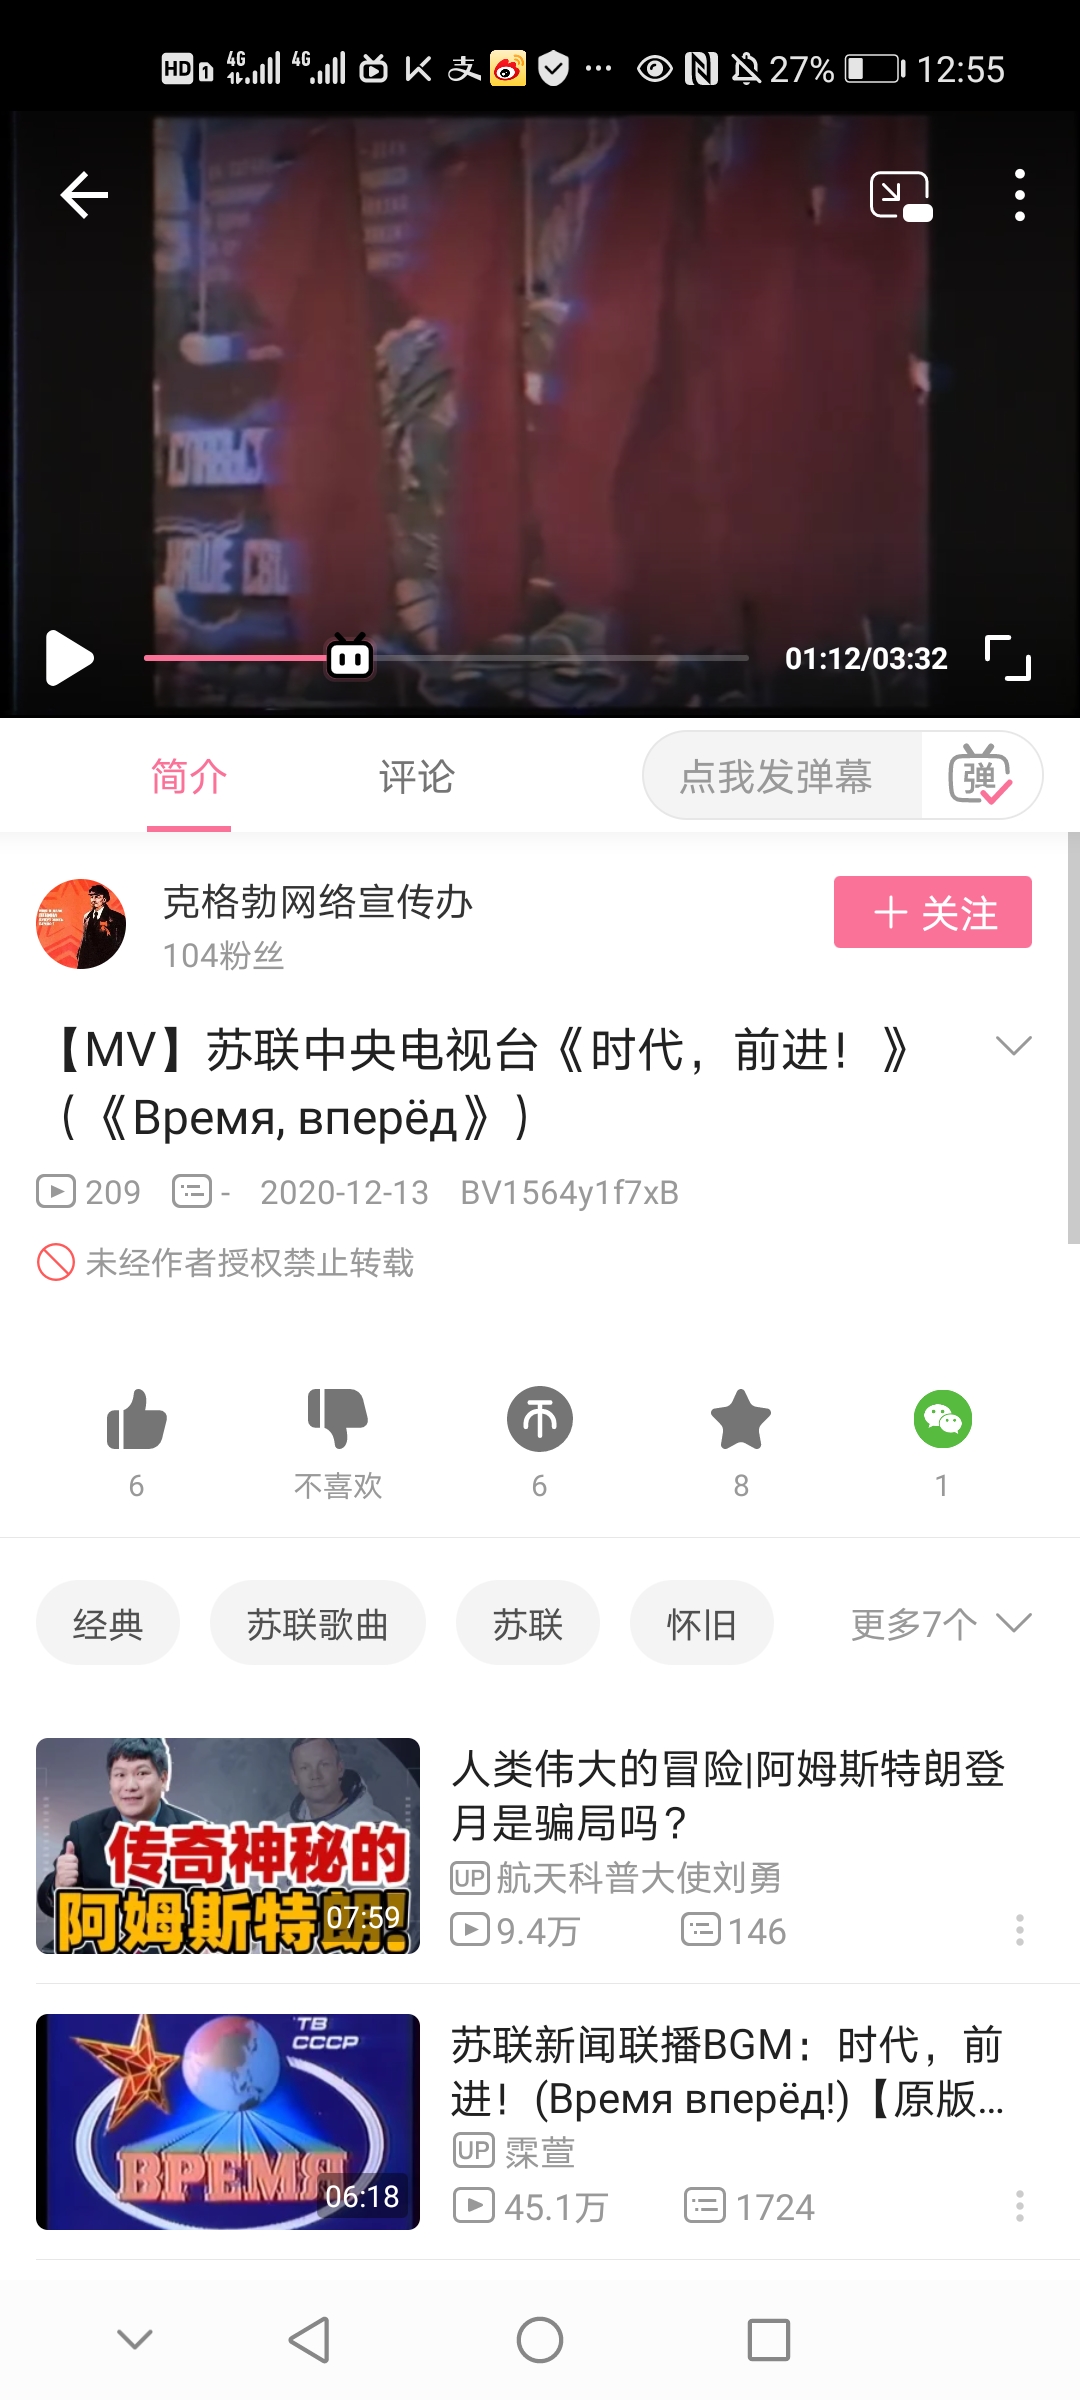 HD 1 4G 4G 支 27% 12:55
СЛАВЬСЯ
НАШЕ СВ
01:12/03:32
简介 评论 点我发弹幕 弹
克格勃网络宣传办
104粉丝
+ 关注
【MV】苏联中央电视台《时代，前进！》
（《Время, вперёд》）
209 - 2020-12-13 BV1564y1f7xB
未经作者授权禁止转载
6 不喜欢 6 8 1
经典 苏联歌曲 苏联 怀旧 更多7个
传奇神秘的
阿姆斯特朗!
07:59
人类伟大的冒险|阿姆斯特朗登
月是骗局吗？
UP 航天科普大使刘勇
9.4万 146
ТВ
СССР
ВРЕМЯ
06:18
苏联新闻联播BGM：时代，前
进！(Время вперёд!)【原版...
UP 霂萱
45.1万 1724